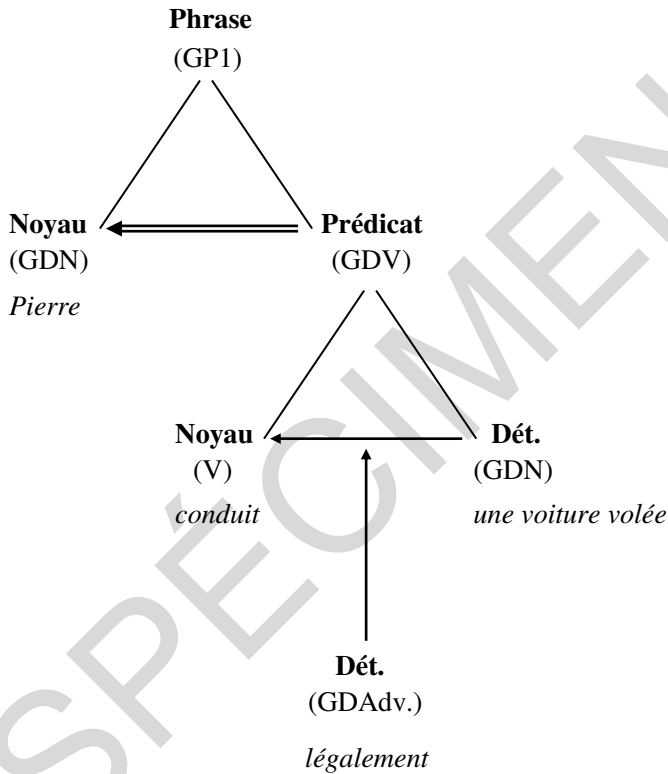 Phrase
(GP1)
Noyau
(GDN)
Pierre
Prédicat
(GDV)
Noyau
(V)
conduit
Dét.
(GDN)
une voiture volée
Dét.
(GDAdv.)
légalement
SPÉCIMEN